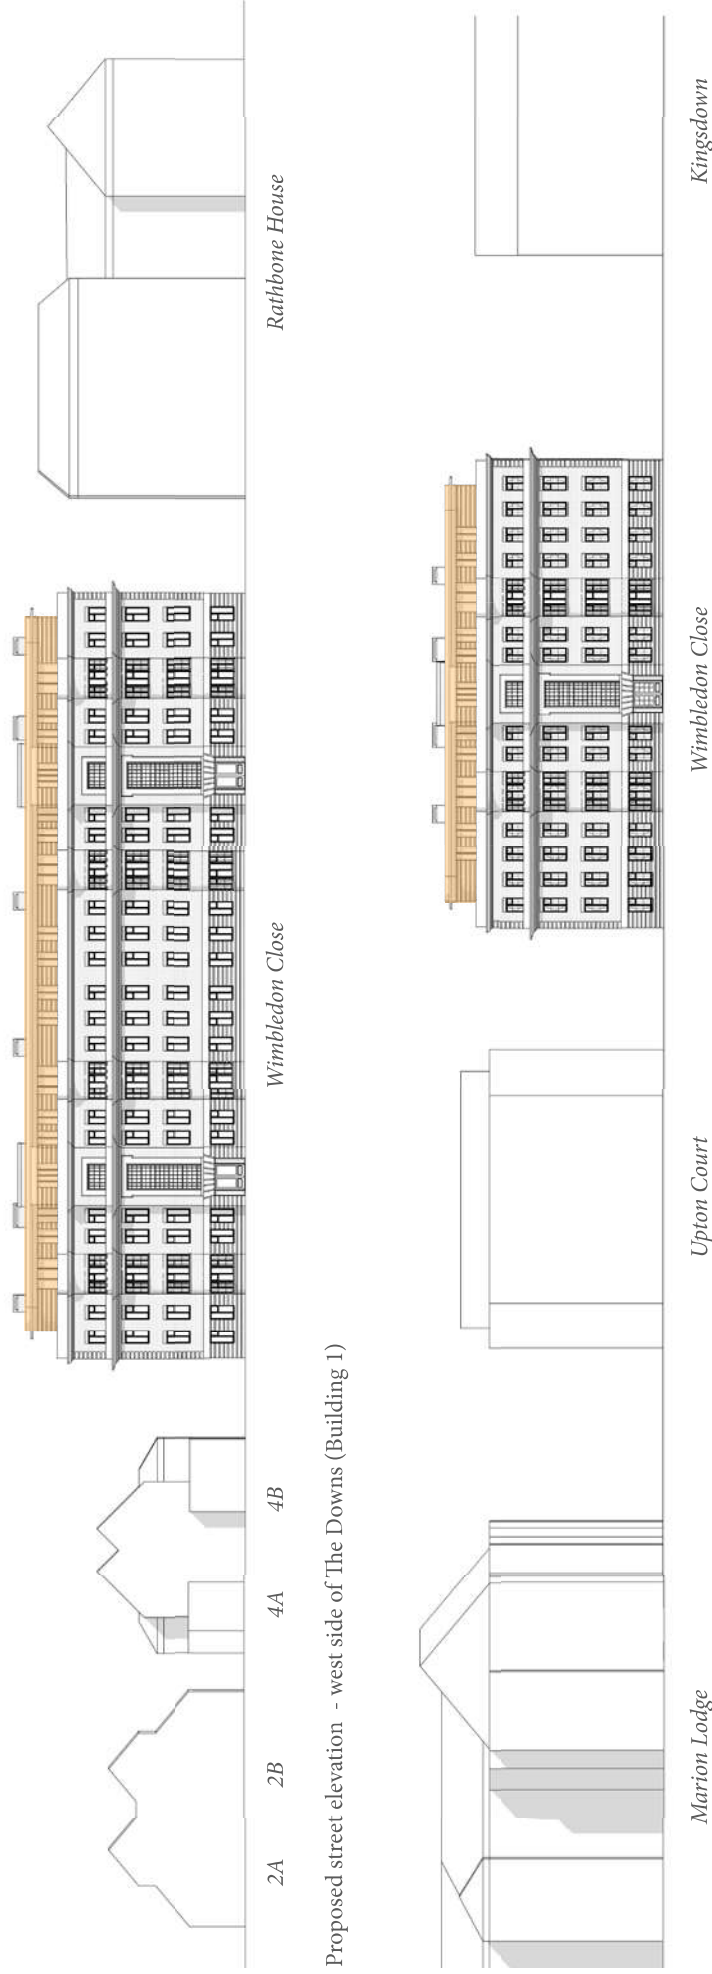 2A
2B
4A
4B
Wimbledon Close
Rathbone House
Proposed street elevation - west side of The Downs (Building 1)
Marion Lodge
Upton Court
Wimbledon Close
Kingsdown